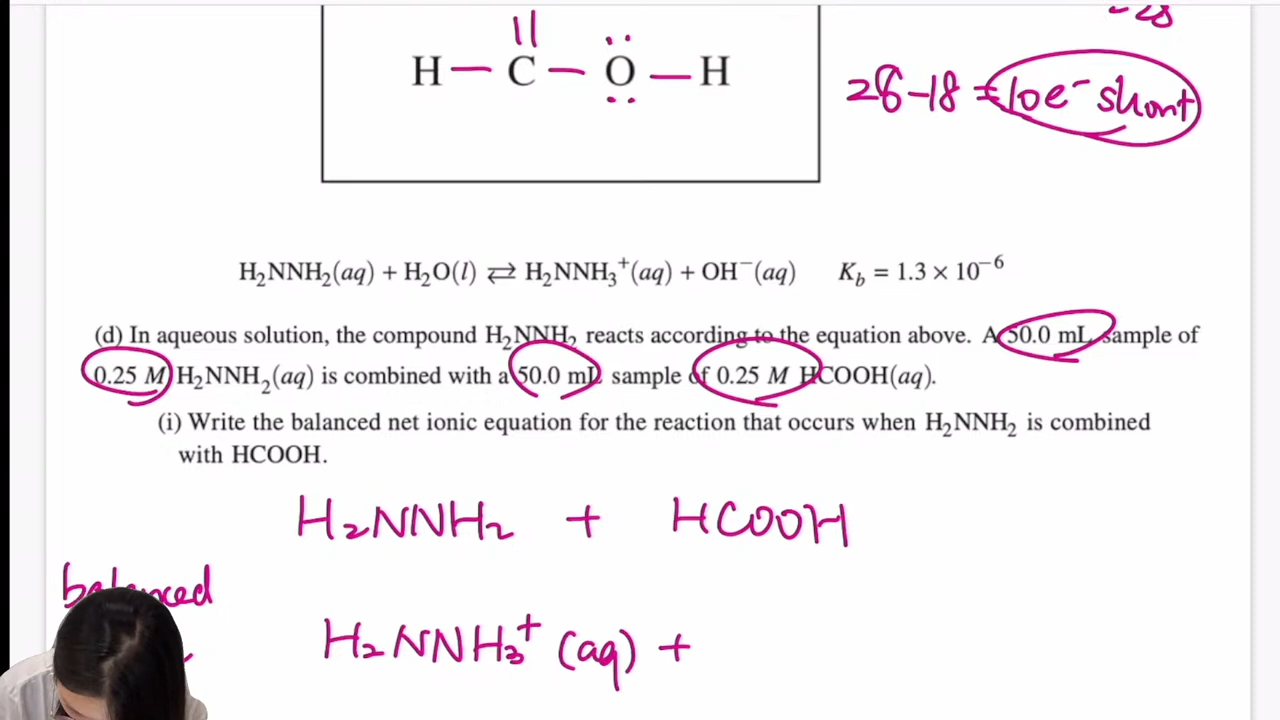 28-18 = 10e⁻ short
H — C — O — H
H₂NNH₂(aq) + H₂O(l) ⇄ H₂NNH₃⁺(aq) + OH⁻(aq) K_b = 1.3 × 10⁻⁶
(d) In aqueous solution, the compound H₂NNH₂ reacts according to the equation above. A 50.0 mL sample of
0.25 M H₂NNH₂(aq) is combined with a 50.0 mL sample of 0.25 M HCOOH(aq).
(i) Write the balanced net ionic equation for the reaction that occurs when H₂NNH₂ is combined
with HCOOH.
H₂NNH₂ + HCOOH
balanced
H₂NNH₃⁺ (aq) +